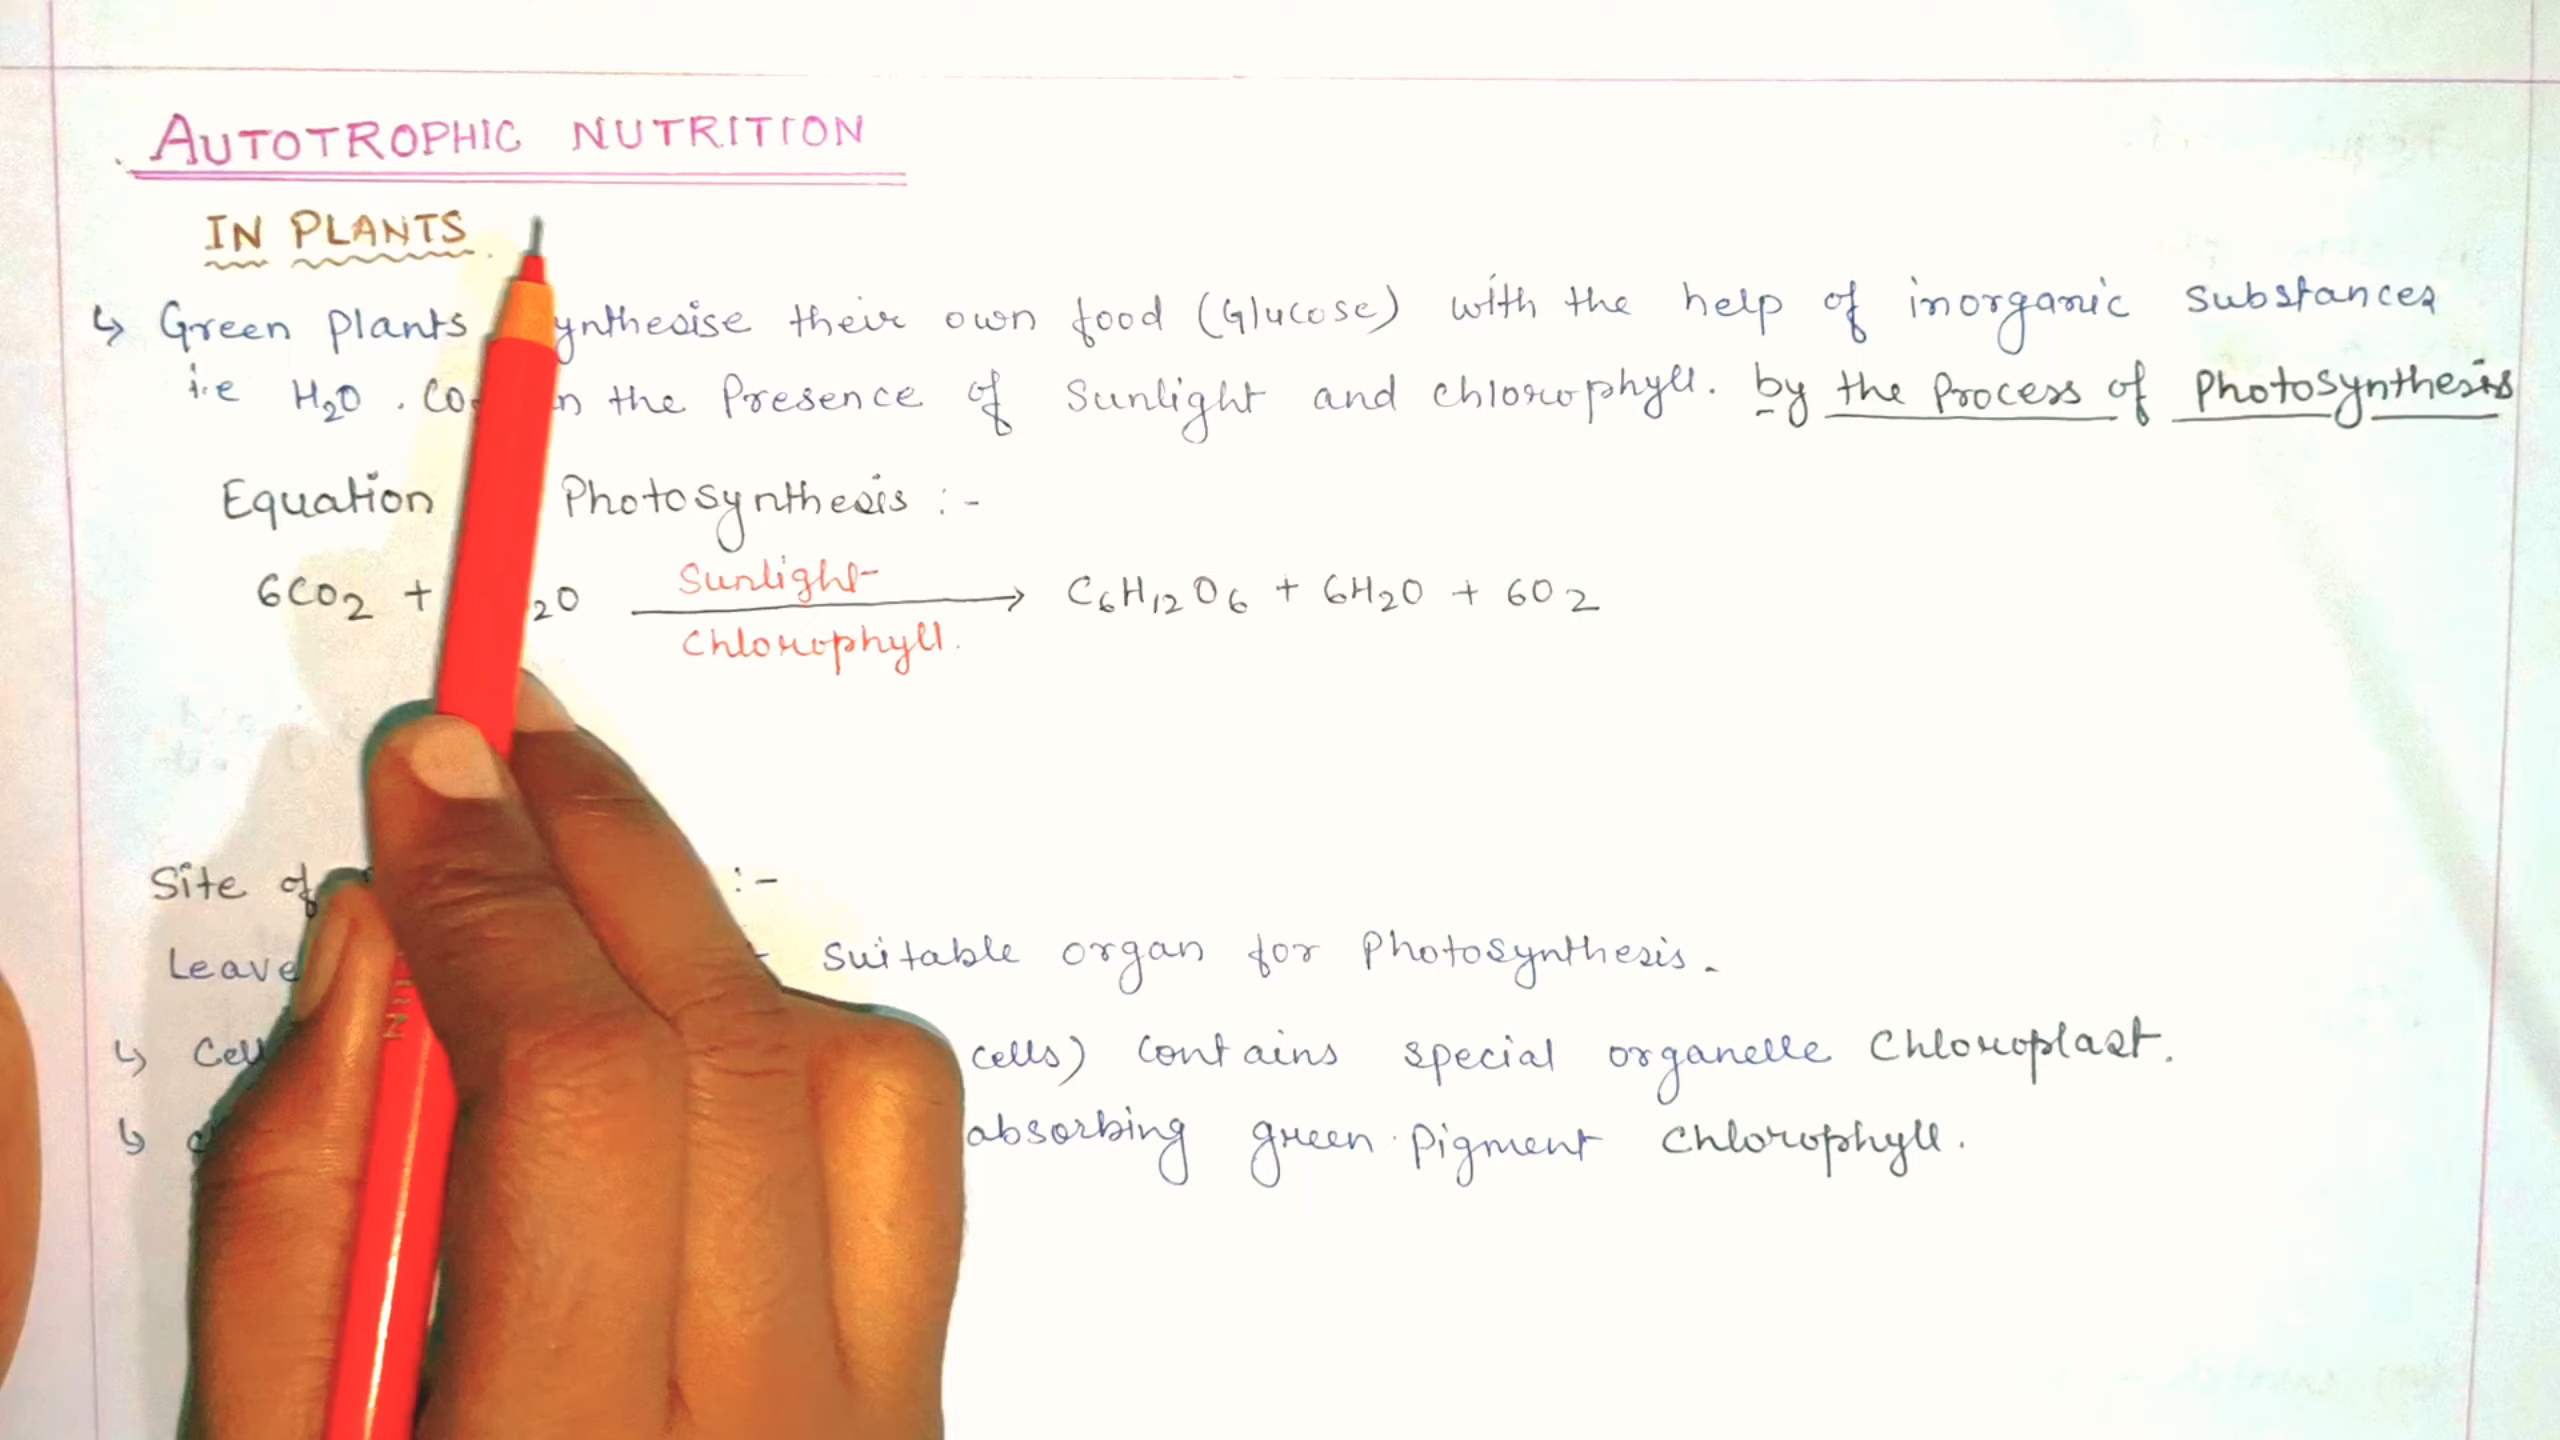 AUTOTROPHIC NUTRITION
IN PLANTS
↳ Green plants ynthesise their own food (Glucose) with the help of inorganic substances
i.e H₂O . CO in the Presence of Sunlight and chlorophyll. by the Process of Photosynthesis
Equation Photosynthesis :-
6CO₂ + ₂O Sunlight Chlorophyll. → C₆H₁₂O₆ + 6H₂O + 6O₂
Site of :-
Leave - suitable organ for Photosynthesis.
↳ Cell cells) contains special organelle Chloroplast.
↳ absorbing green pigment chlorophyll.